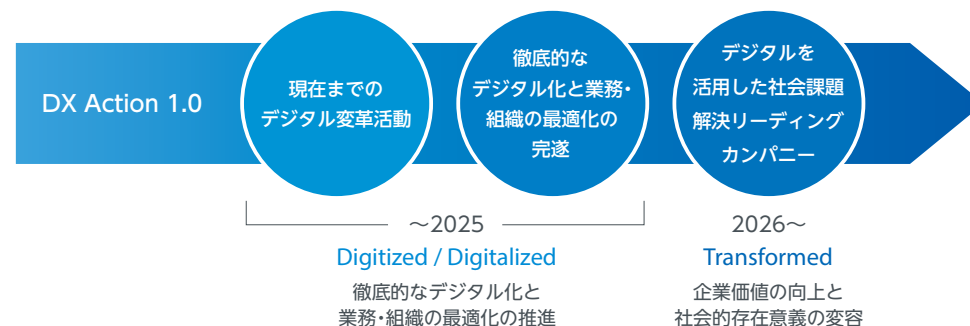 DX Action 1.0
現在までの
デジタル変革活動
徹底的な
デジタル化と業務・
組織の最適化の
完遂
デジタルを
活用した社会課題
解決リーディング
カンパニー
～2025
Digitized / Digitalized
徹底的なデジタル化と
業務・組織の最適化の推進
2026～
Transformed
企業価値の向上と
社会的存在意義の変容